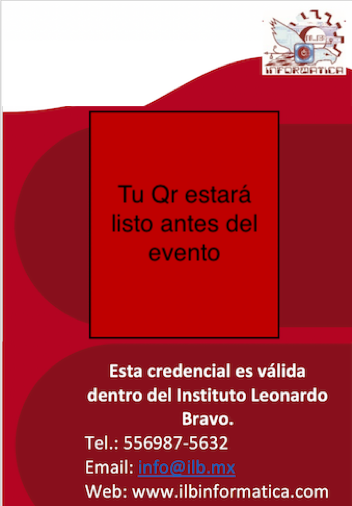 INFORMATICA
Tu Qr estará
listo antes del
evento
Esta credencial es válida
dentro del Instituto Leonardo
Bravo.
Tel.: 556987-5632
Email: info@ilb.mx
Web: www.ilbinformatica.com